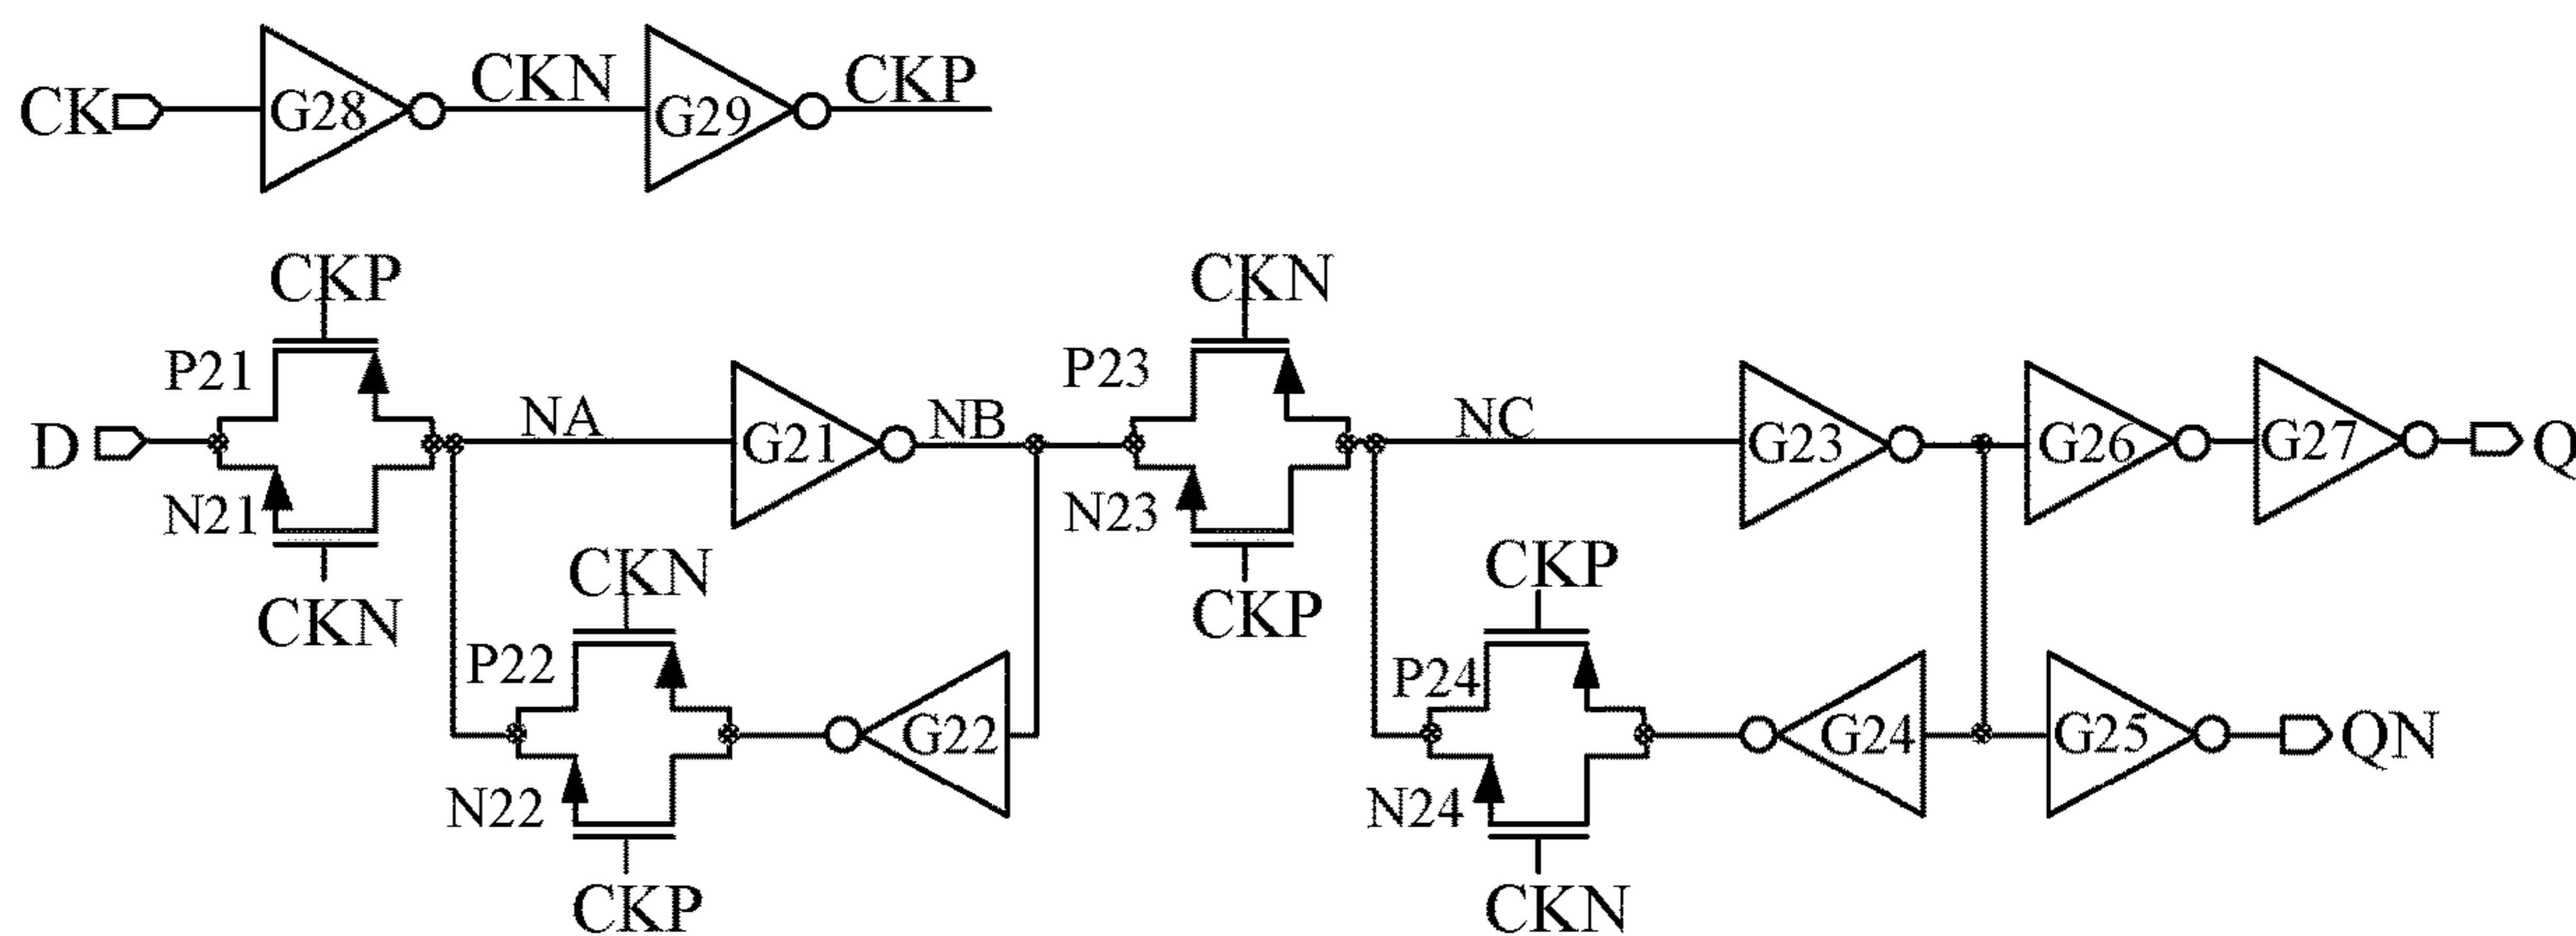 CK G28 CKN G29 CKP
CKP CKN
P21 P23
D NA G21 NB NC G23 G26 G27 Q
N21 N23
CKN CKN CKP CKP
P22 P24
G22 G24 G25 QN
N22 N24
CKP CKN